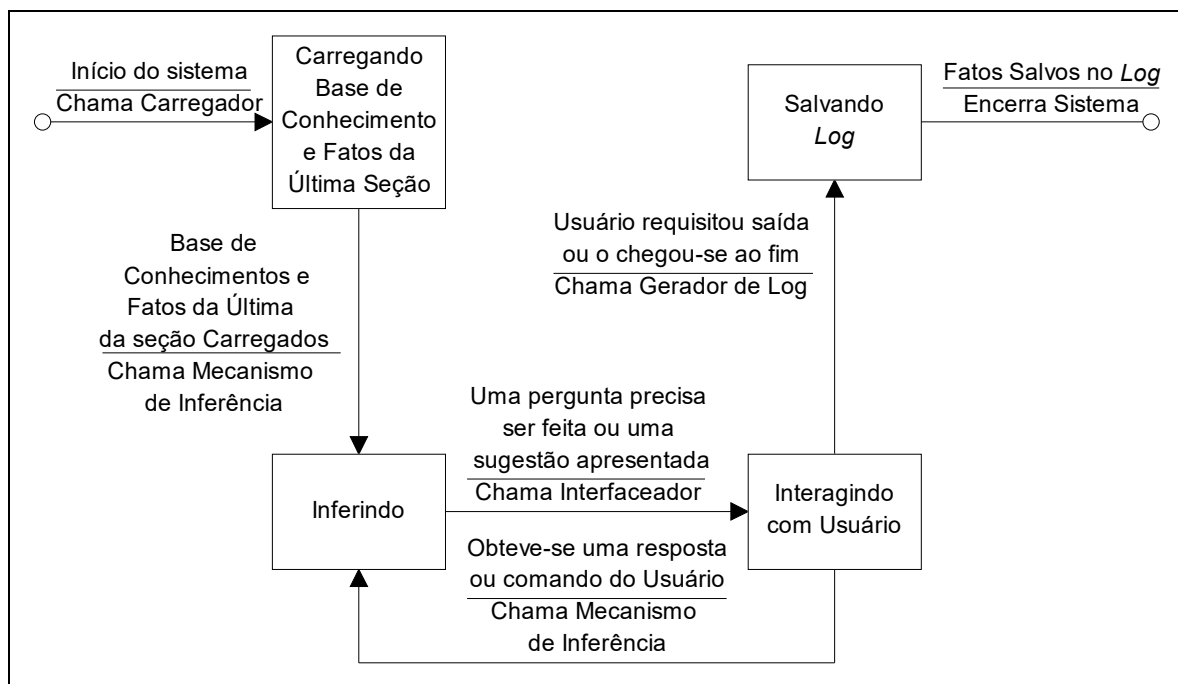 Início do sistema
Chama Carregador
Carregando
Base de
Conhecimento
e Fatos da
Última Seção
Salvando
Log
Fatos Salvos no Log
Encerra Sistema
Base de
Conhecimentos e
Fatos da Última
da seção Carregados
Chama Mecanismo
de Inferência
Usuário requisitou saída
ou o chegou-se ao fim
Chama Gerador de Log
Inferindo
Uma pergunta precisa
ser feita ou uma
sugestão apresentada
Chama Interfaceador
Interagindo
com Usuário
Obteve-se uma resposta
ou comando do Usuário
Chama Mecanismo
de Inferência